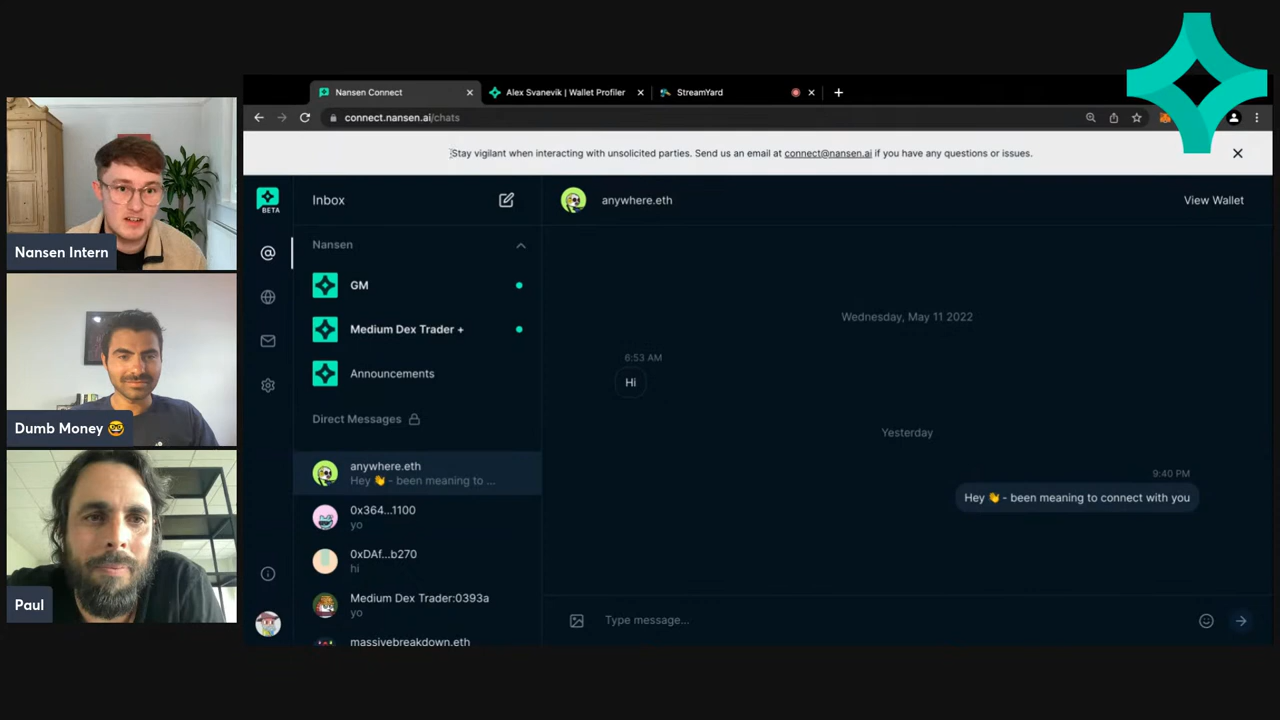 Nansen Intern
Dumb Money 🤓
Paul
Nansen Connect
Alex Svanevik | Wallet Profiler
StreamYard
connect.nansen.ai/chats
Stay vigilant when interacting with unsolicited parties. Send us an email at connect@nansen.ai if you have any questions or issues.
BETA
Inbox
anywhere.eth
View Wallet
Nansen
GM
Medium Dex Trader +
Announcements
Direct Messages
anywhere.eth
Hey 👋 - been meaning to ...
0x364...1100
yo
0xDAf...b270
hi
Medium Dex Trader:0393a
yo
massivebreakdown.eth
Wednesday, May 11 2022
6:53 AM
Hi
Yesterday
9:40 PM
Hey 👋 - been meaning to connect with you
Type message...